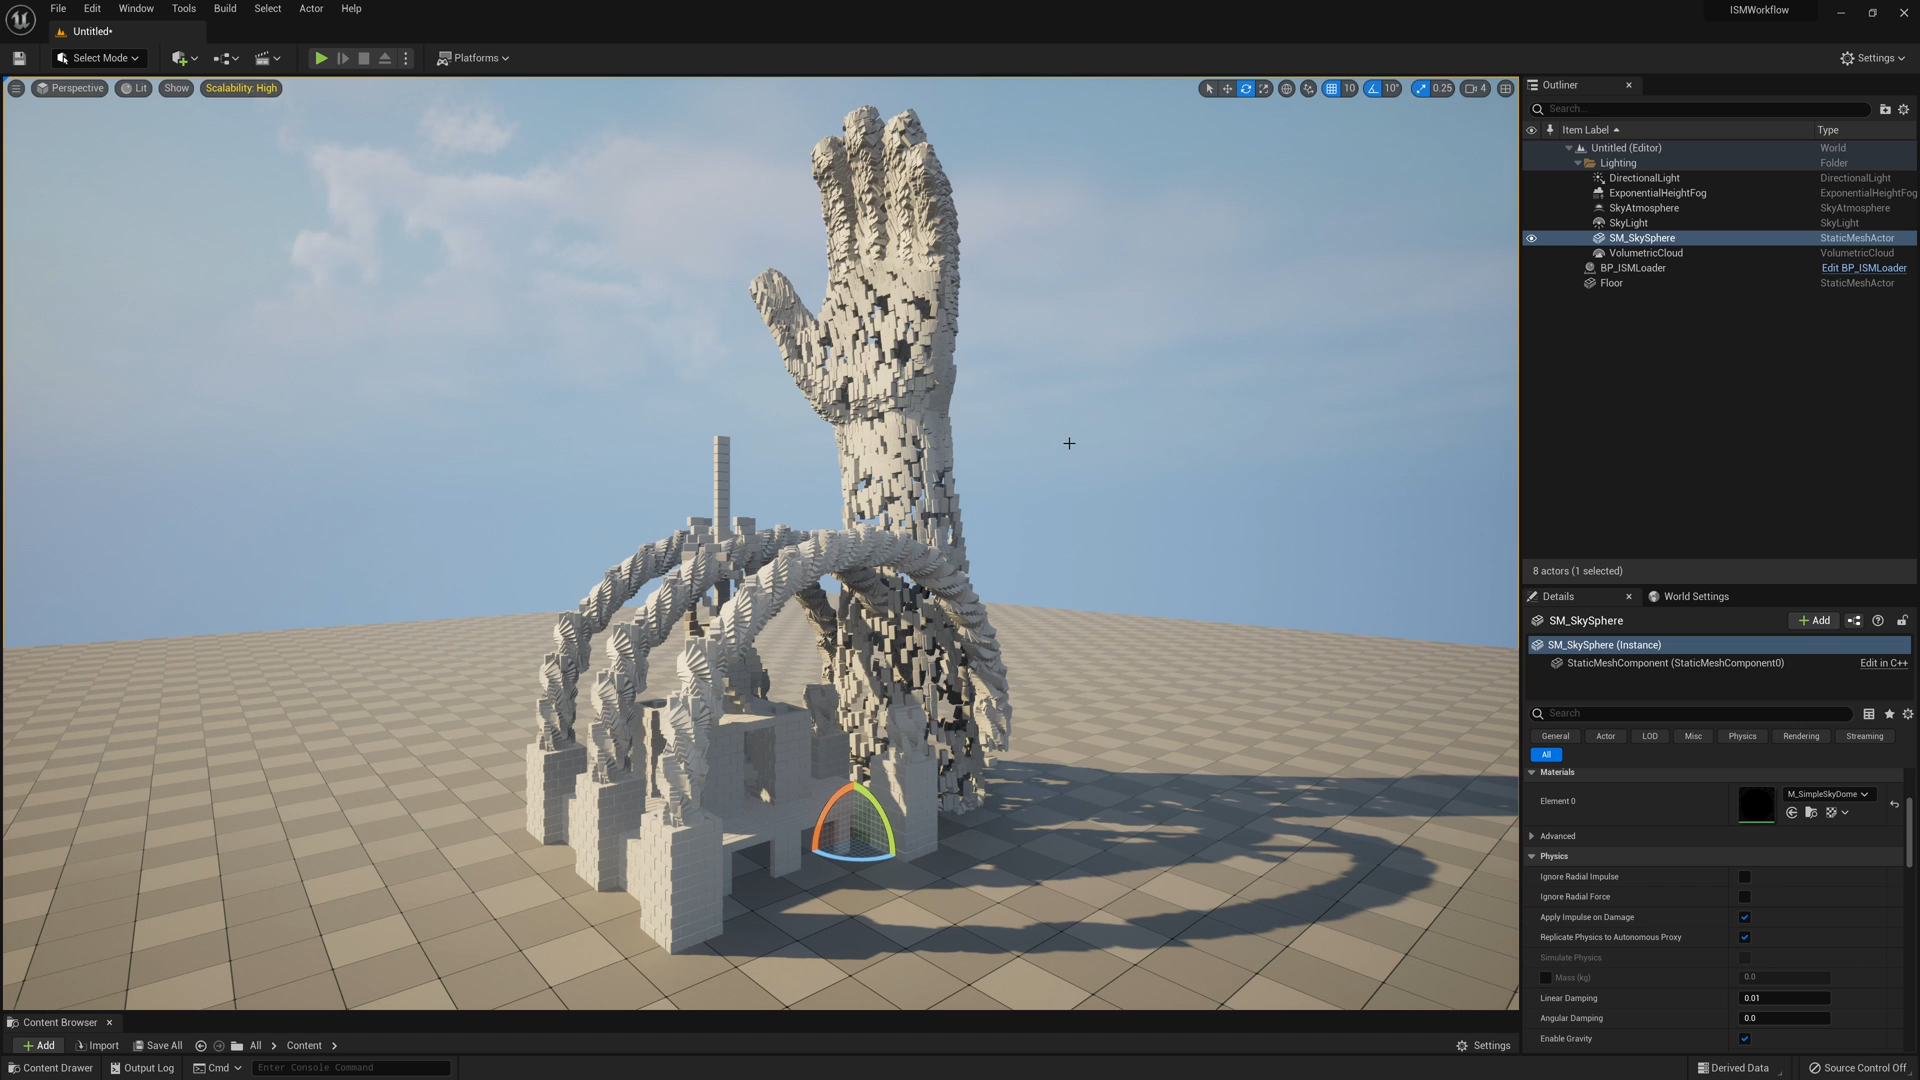 File Edit Window Tools Build Select Actor Help
ISMWorkflow
Untitled*
Select Mode
Platforms
Settings
Perspective Lit Show Scalability: High
10 10° 0.25 4
Outliner
Search...
Item Label Type
Untitled (Editor) World
Lighting Folder
DirectionalLight DirectionalLight
ExponentialHeightFog ExponentialHeightFog
SkyAtmosphere SkyAtmosphere
SkyLight SkyLight
SM_SkySphere StaticMeshActor
VolumetricCloud VolumetricCloud
BP_ISMLoader Edit BP_ISMLoader
Floor StaticMeshActor
8 actors (1 selected)
Details World Settings
SM_SkySphere
Add
SM_SkySphere (Instance)
StaticMeshComponent (StaticMeshComponent0) Edit in C++
Search
General Actor LOD Misc Physics Rendering Streaming
All
Materials
Element 0 M_SimpleSkyDome
Advanced
Physics
Ignore Radial Impulse
Ignore Radial Force
Apply Impulse on Damage
Replicate Physics to Autonomous Proxy
Simulate Physics
Mass (kg) 0.0
Linear Damping 0.01
Angular Damping 0.0
Enable Gravity
Content Browser
Add Import Save All All Content Settings
Content Drawer Output Log Cmd Enter Console Command Derived Data Source Control Off